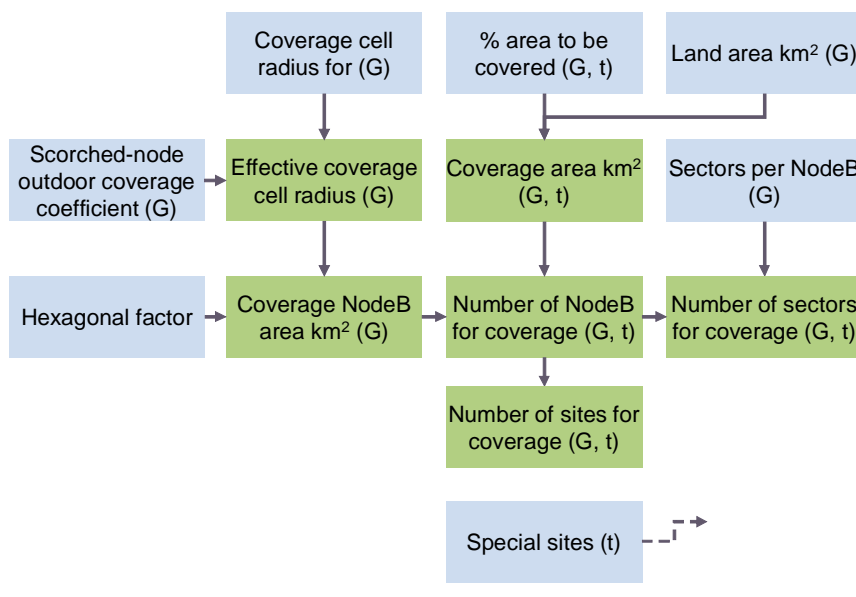 Coverage cell
radius for (G)
% area to be
covered (G, t)
Land area km² (G)
Scorched-node
outdoor coverage
coefficient (G)
Effective coverage
cell radius (G)
Coverage area km²
(G, t)
Sectors per NodeB
(G)
Hexagonal factor
Coverage NodeB
area km² (G)
Number of NodeB
for coverage (G, t)
Number of sectors
for coverage (G, t)
Number of sites for
coverage (G, t)
Special sites (t)